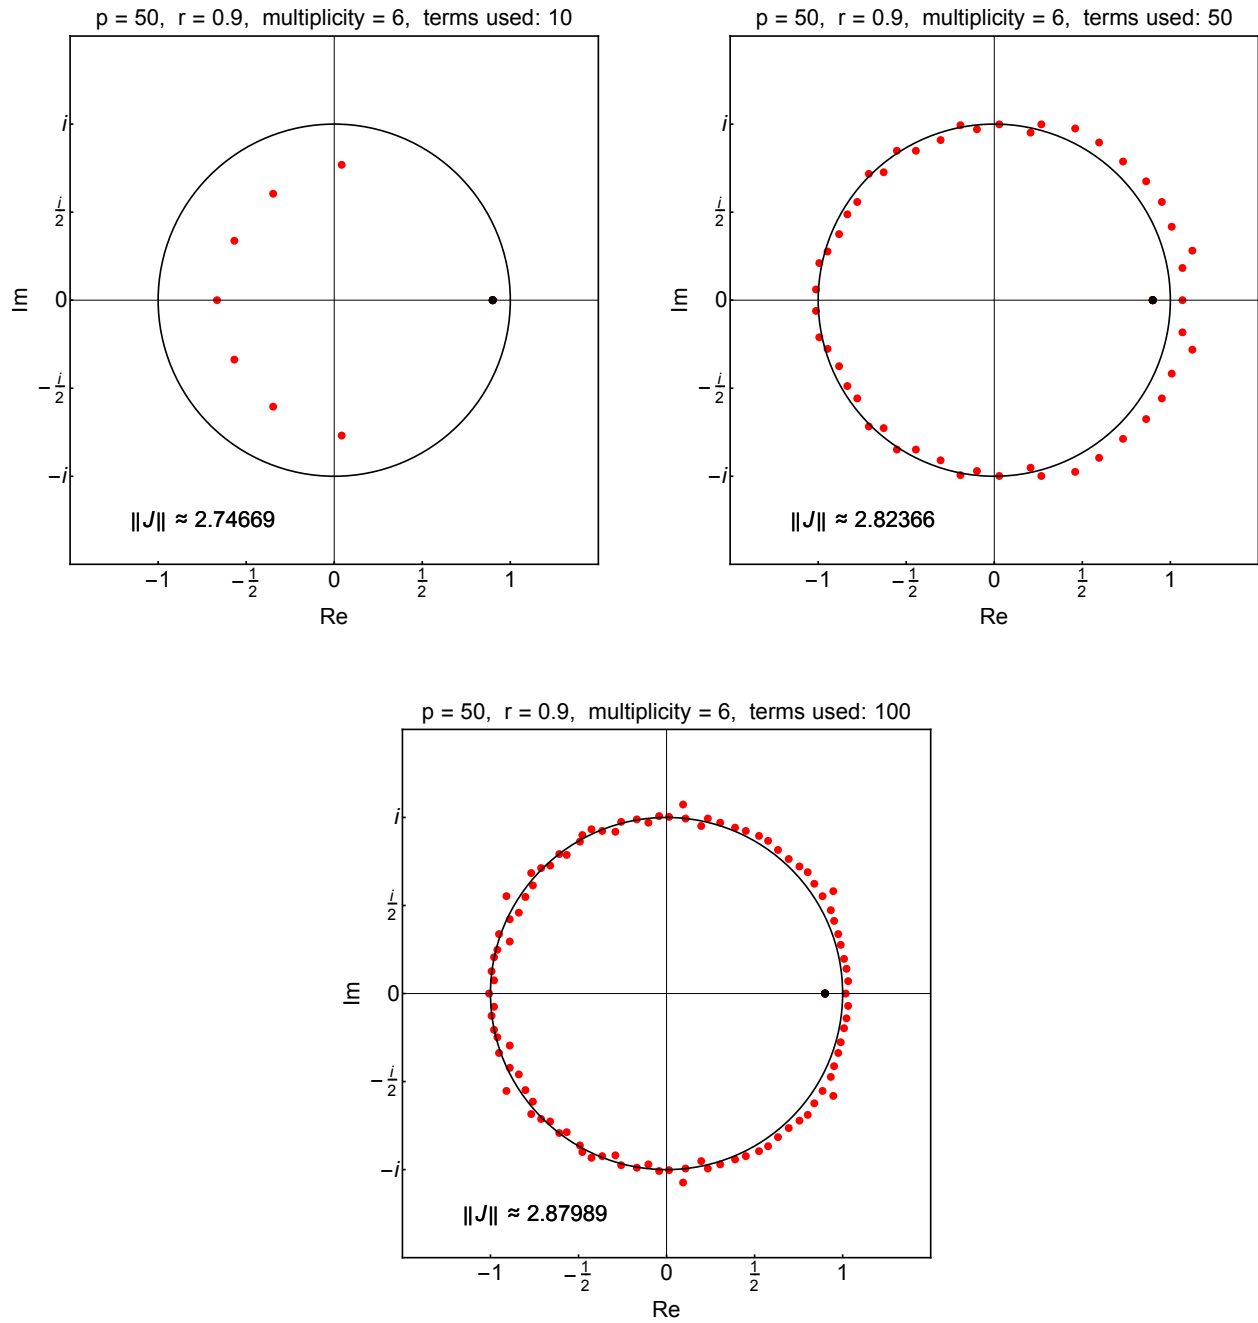 p = 50, r = 0.9, multiplicity = 6, terms used: 10
i
i/2
0
−i/2
−i
Im
‖J‖ ≈ 2.74669
−1
−1/2
0
1/2
1
Re
p = 50, r = 0.9, multiplicity = 6, terms used: 50
i
i/2
0
−i/2
−i
Im
‖J‖ ≈ 2.82366
−1
−1/2
0
1/2
1
Re
p = 50, r = 0.9, multiplicity = 6, terms used: 100
i
i/2
0
−i/2
−i
Im
‖J‖ ≈ 2.87989
−1
−1/2
0
1/2
1
Re